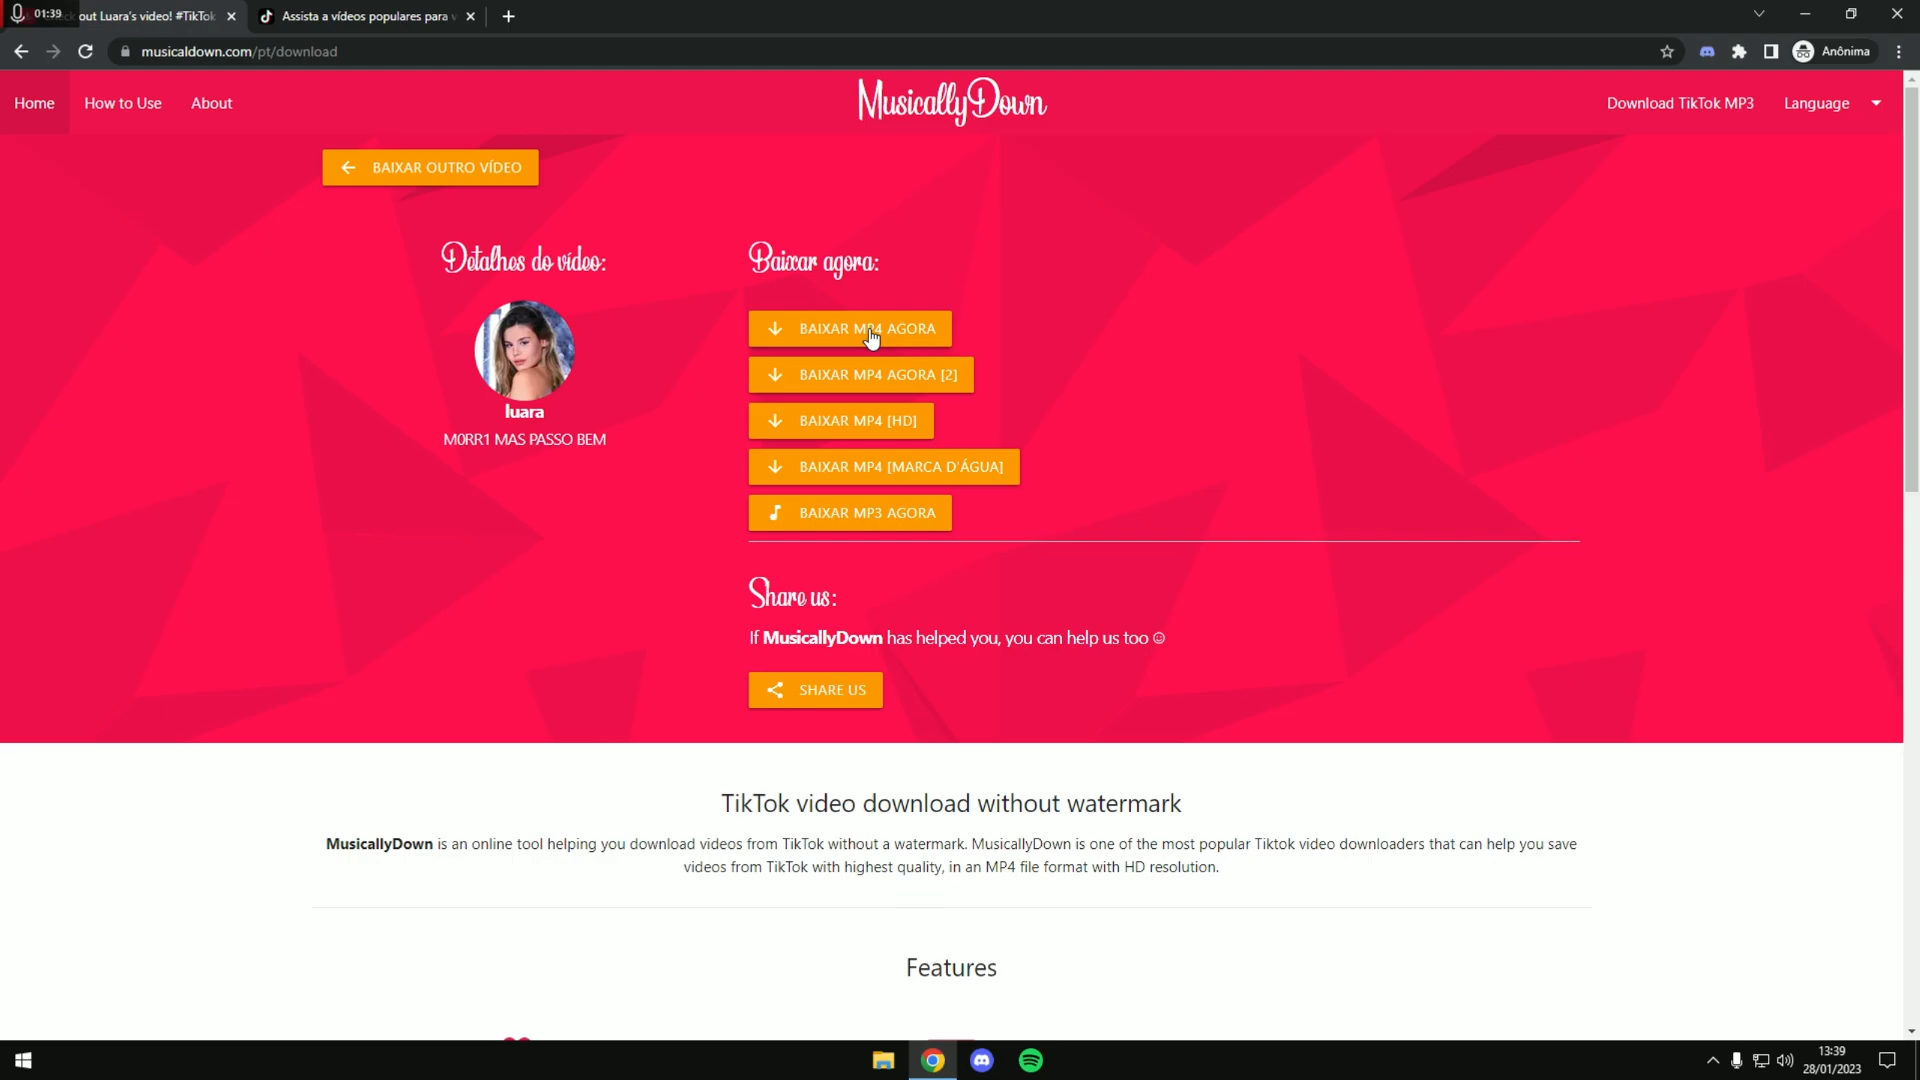 01:39
out Luara's video! #TikTok
Assista a vídeos populares para v
musicaldown.com/pt/download
Anônima
Home
How to Use
About
MusicallyDown
Download TikTok MP3
Language
BAIXAR OUTRO VÍDEO
Detalhes do vídeo:
luara
M0RR1 MAS PASSO BEM
Baixar agora:
BAIXAR MP4 AGORA
BAIXAR MP4 AGORA [2]
BAIXAR MP4 [HD]
BAIXAR MP4 [MARCA D'ÁGUA]
BAIXAR MP3 AGORA
Share us:
If MusicallyDown has helped you, you can help us too ☺
SHARE US
TikTok video download without watermark
MusicallyDown is an online tool helping you download videos from TikTok without a watermark. MusicallyDown is one of the most popular Tiktok video downloaders that can help you save
videos from TikTok with highest quality, in an MP4 file format with HD resolution.
Features
13:39
28/01/2023